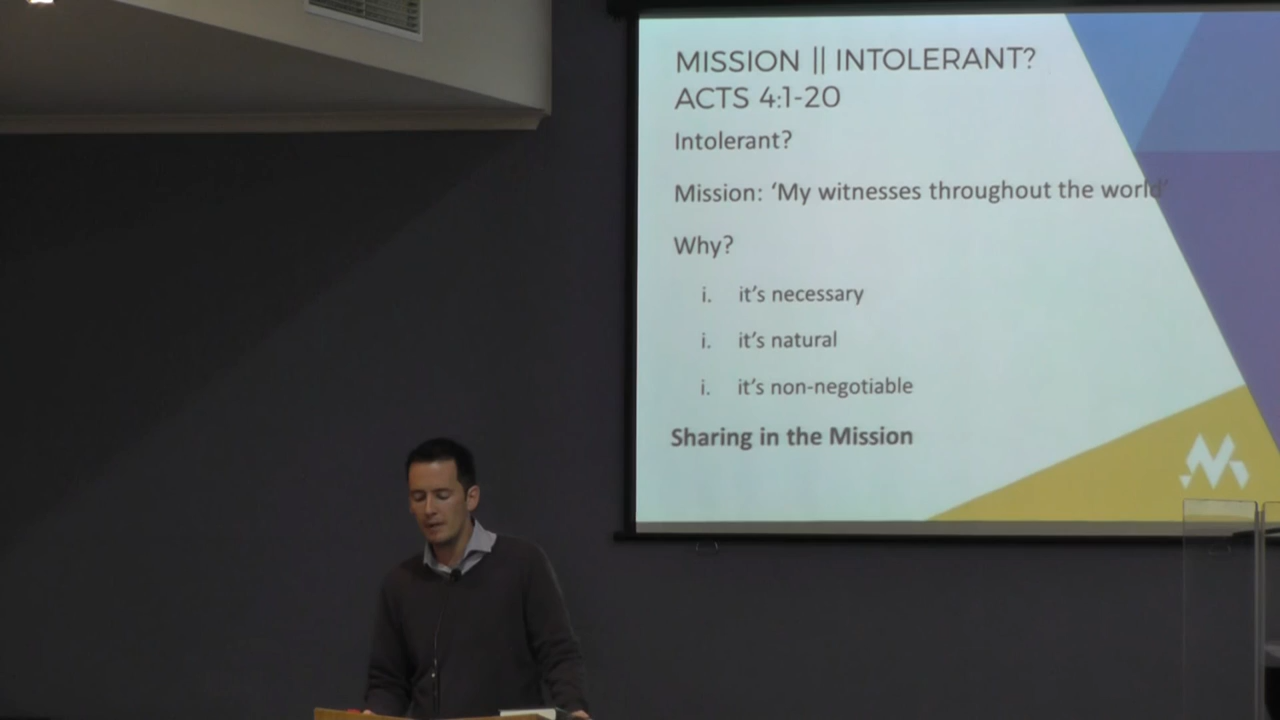 MISSION || INTOLERANT?
ACTS 4:1-20
Intolerant?
Mission: ‘My witnesses throughout the world’
Why?
i. it’s necessary
i. it’s natural
i. it’s non-negotiable
Sharing in the Mission